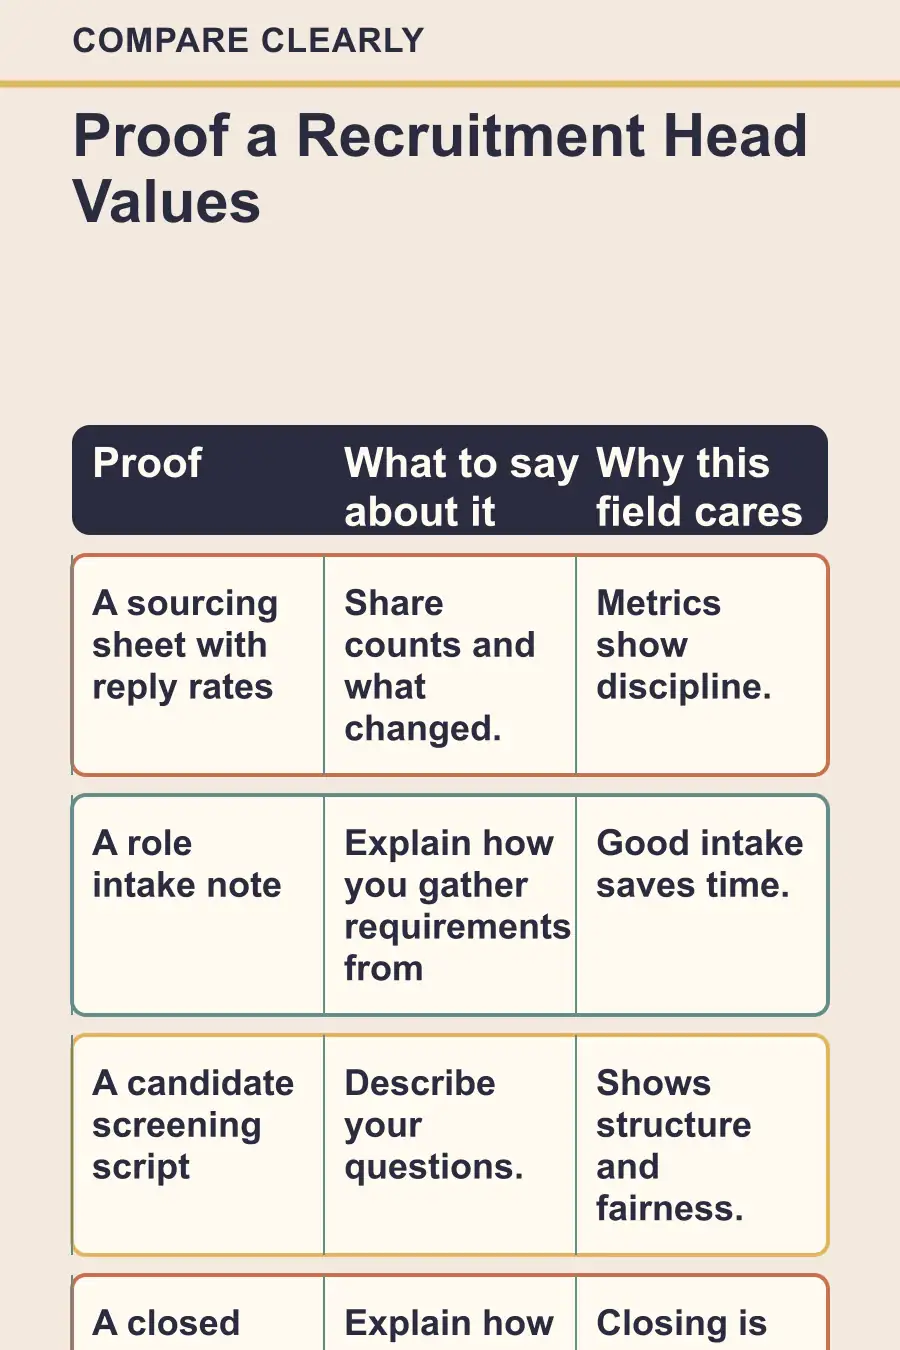 COMPARE CLEARLY
Proof a Recruitment Head
Values
Proof
What to say
about it
Why this
field cares
A sourcing
sheet with
reply rates
Share
counts and
what
changed.
Metrics
show
discipline.
A role
intake note
Explain how
you gather
requirements
from
Good intake
saves time.
A candidate
screening
script
Describe
your
questions.
Shows
structure
and
fairness.
A closed
Explain how
Closing is